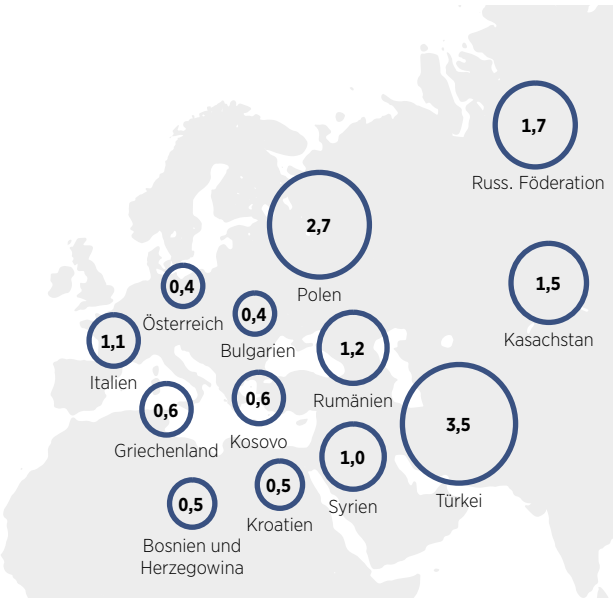 1,7
Russ. Föderation
2,7
Polen
1,5
Kasachstan
0,4
Österreich
0,4
Bulgarien
1,1
Italien
1,2
Rumänien
3,5
Türkei
0,6
Griechenland
0,6
Kosovo
1,0
Syrien
0,5
Kroatien
0,5
Bosnien und
Herzegowina